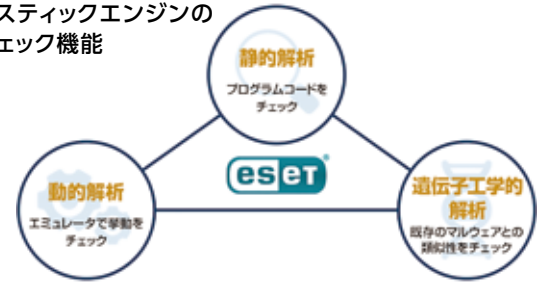 スティックエンジンの
ェック機能
静的解析
プログラムコードを
チェック
eseT
動的解析
エミュレータで挙動を
チェック
遺伝子工学的
解析
既存のマルウェアとの
類似性をチェック